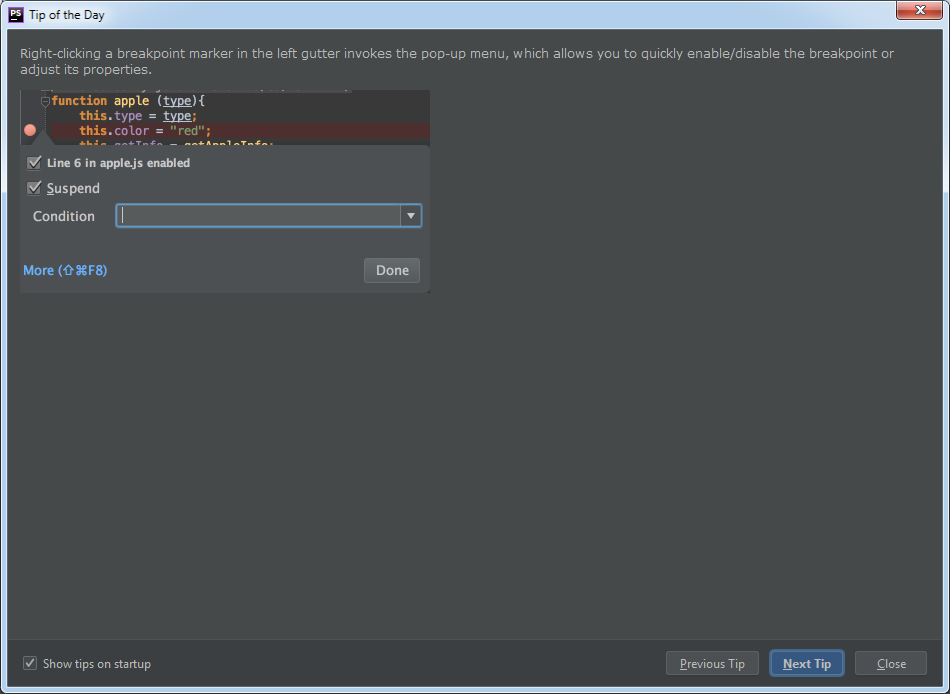 PS Tip of the Day
Right-clicking a breakpoint marker in the left gutter invokes the pop-up menu, which allows you to quickly enable/disable the breakpoint or
adjust its properties.
function apple (type){
this.type = type;
this.color = "red";
this.getInfo = getAppleInfo;
Line 6 in apple.js enabled
Suspend
Condition
More (⇧⌘F8)
Done
Show tips on startup
Previous Tip
Next Tip
Close